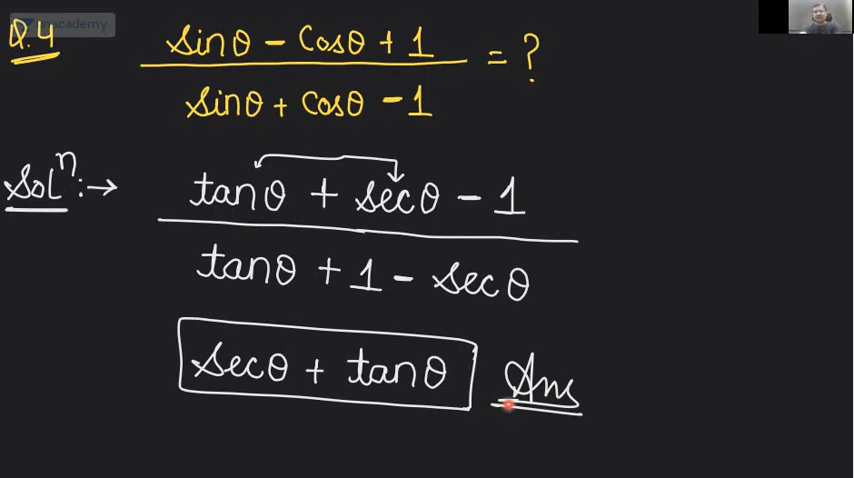 Q.4
sinθ - Cosθ + 1
sinθ + cosθ - 1
= ?
Solⁿ :→
tanθ + secθ - 1
tanθ + 1 - secθ
secθ + tanθ Ans